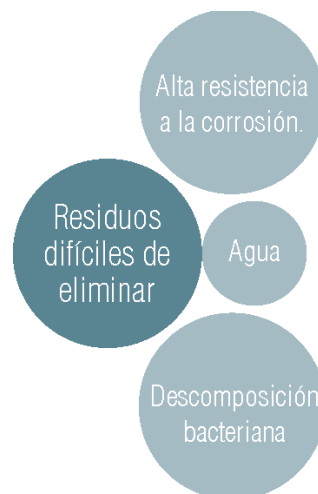 Alta resistencia
a la corrosión.
Residuos
difíciles de
eliminar
Agua
Descomposición
bacteriana